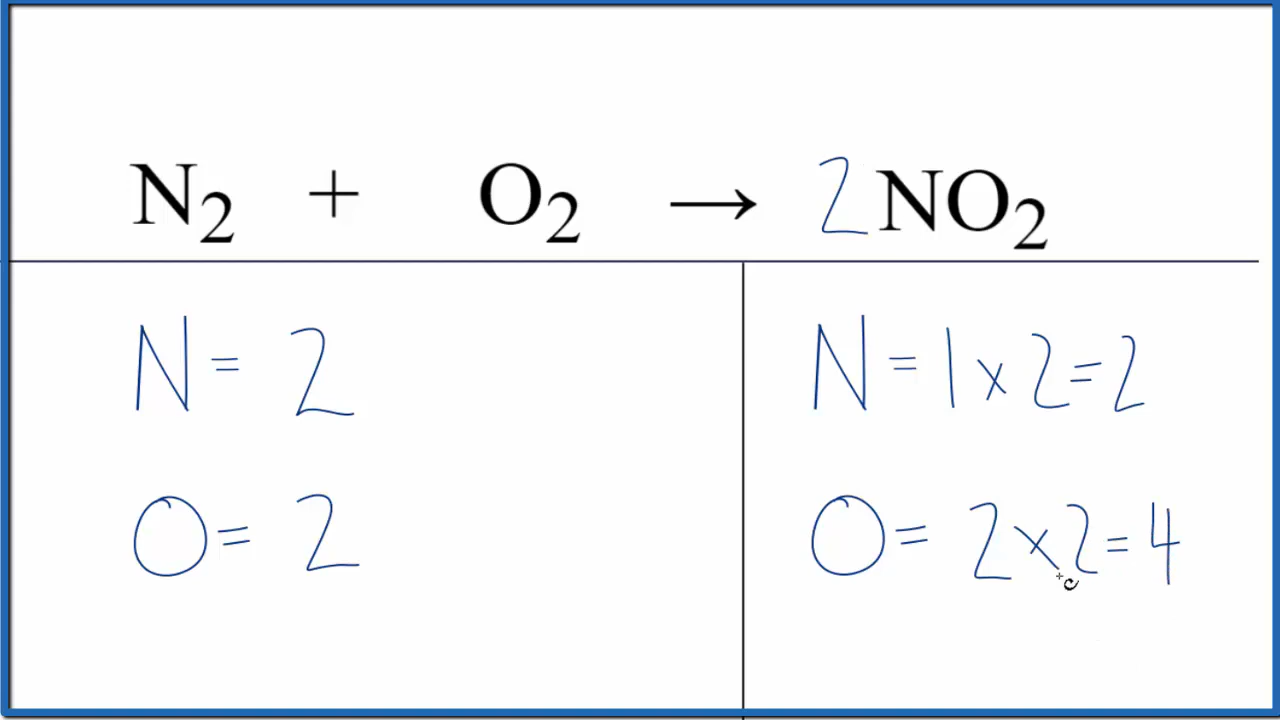 N₂ + O₂ → 2NO₂
N = 2 N = 1 x 2 = 2
O = 2 O = 2 x 2 = 4